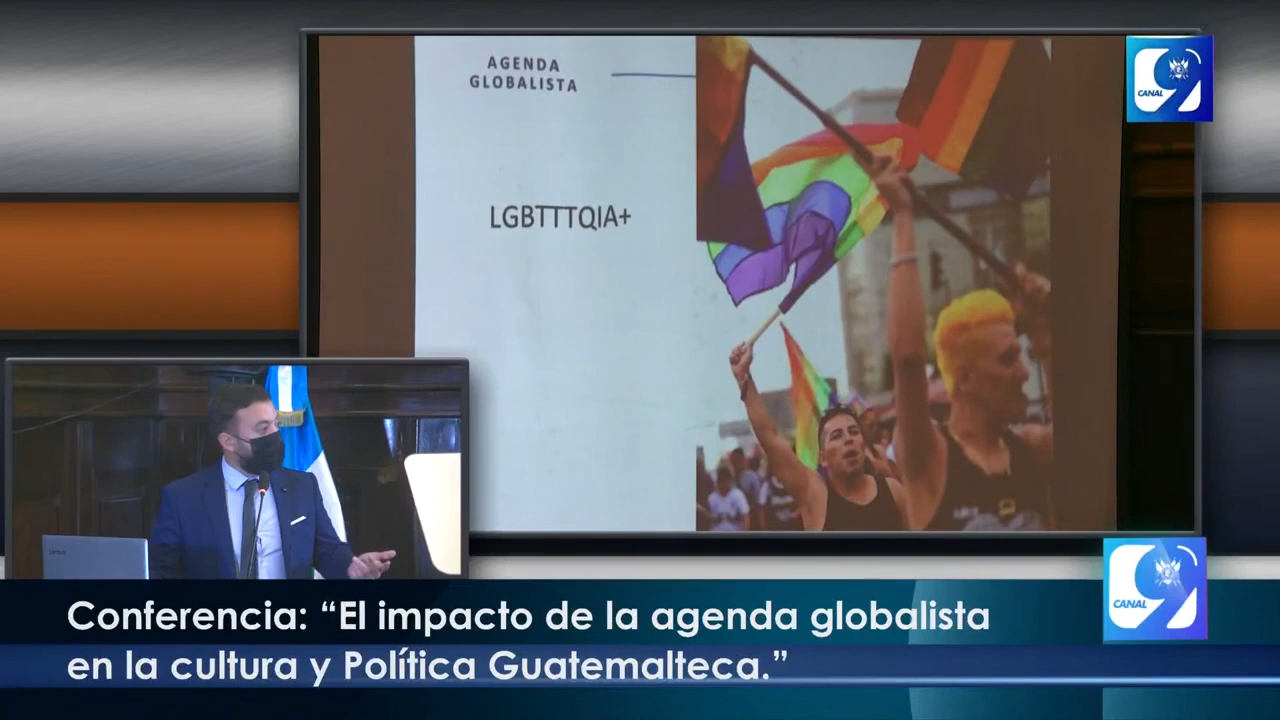 AGENDA
GLOBALISTA
LGBTTTQIA+
CANAL 9
CANAL 9
Conferencia: “El impacto de la agenda globalista
en la cultura y Política Guatemalteca.”